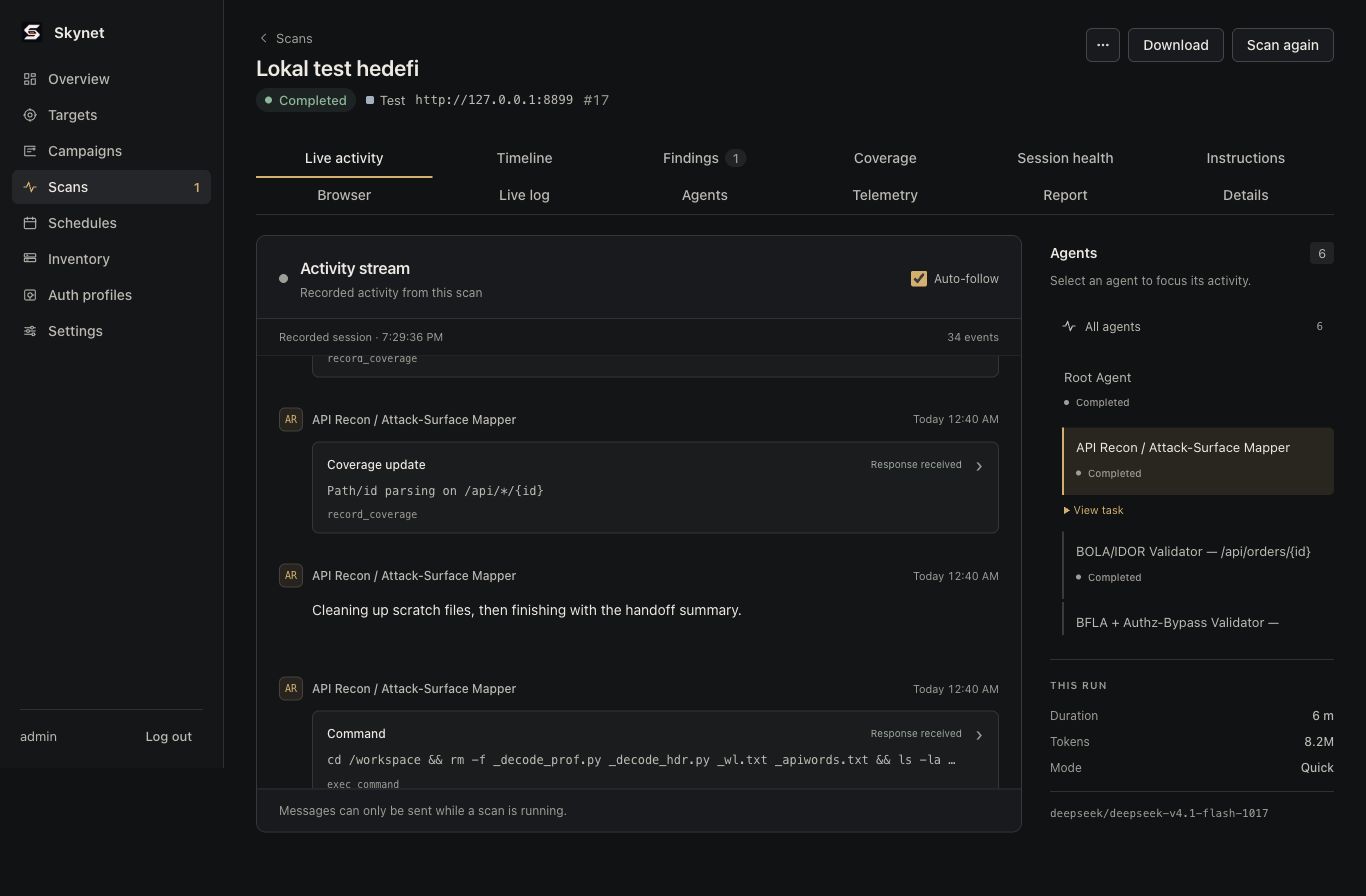 Skynet
Overview
Targets
Campaigns
Scans 1
Schedules
Inventory
Auth profiles
Settings
admin Log out
Scans
Lokal test hedefi
Completed Test http://127.0.0.1:8899 #17
... Download Scan again
Live activity Timeline Findings 1 Coverage Session health Instructions
Browser Live log Agents Telemetry Report Details
Activity stream
Recorded activity from this scan
Auto-follow
Recorded session · 7:29:36 PM 34 events
record_coverage
AR API Recon / Attack-Surface Mapper Today 12:40 AM
Coverage update Response received
Path/id parsing on /api/*/{id}
record_coverage
AR API Recon / Attack-Surface Mapper Today 12:40 AM
Cleaning up scratch files, then finishing with the handoff summary.
AR API Recon / Attack-Surface Mapper Today 12:40 AM
Command Response received
cd /workspace && rm -f _decode_prof.py _decode_hdr.py _wl.txt _apiwords.txt && ls -la …
exec_command
Messages can only be sent while a scan is running.
Agents 6
Select an agent to focus its activity.
All agents 6
Root Agent
Completed
API Recon / Attack-Surface Mapper
Completed
View task
BOLA/IDOR Validator — /api/orders/{id}
Completed
BFLA + Authz-Bypass Validator —
THIS RUN
Duration 6 m
Tokens 8.2M
Mode Quick
deepseek/deepseek-v4.1-flash-1017